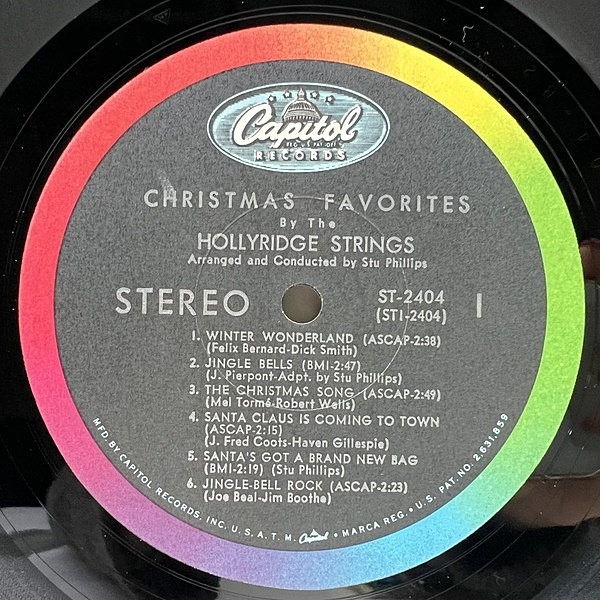 Capitol
REG. U.S. PAT. OFF.
RECORDS
CHRISTMAS FAVORITES
By The
HOLLYRIDGE STRINGS
Arranged and Conducted by Stu Phillips
STEREO
ST-2404
(ST1-2404)
1
1. WINTER WONDERLAND (ASCAP-2:38)
(Felix Bernard-Dick Smith)
2. JINGLE BELLS (BMI-2:47)
(J. Pierpont-Adpt. by Stu Phillips)
3. THE CHRISTMAS SONG (ASCAP-2:49)
(Mel Tormé-Robert Wells)
4. SANTA CLAUS IS COMING TO TOWN
(ASCAP-2:15)
(J. Fred Coots-Haven Gillespie)
5. SANTA'S GOT A BRAND NEW BAG
(BMI-2:19) (Stu Phillips)
6. JINGLE-BELL ROCK (ASCAP-2:23)
(Joe Beal-Jim Boothe)
MFD. BY CAPITOL RECORDS, INC. U.S.A. T.M. Capitol • MARCA REG. • U.S. PAT. NO. 2,631,859